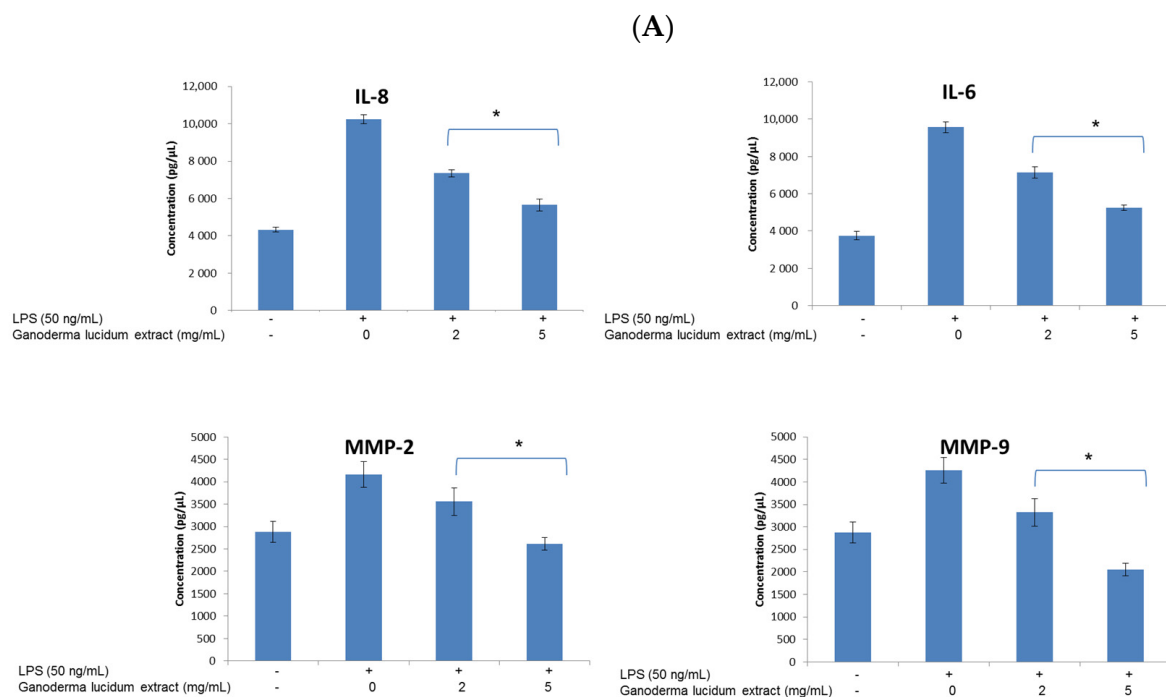 (A)
IL-8
Concentration (pg/µL)
12,000
10,000
8 000
6 000
4 000
2 000
0
*
LPS (50 ng/mL) - + + +
Ganoderma lucidum extract (mg/mL) - 0 2 5
IL-6
Concentration (pg/µL)
12,000
10,000
8 000
6 000
4 000
2 000
0
*
LPS (50 ng/mL) - + + +
Ganoderma lucidum extract (mg/mL) - 0 2 5
MMP-2
Concentration (pg/µL)
5000
4500
4000
3500
3000
2500
2000
1500
1000
500
0
*
LPS (50 ng/mL) - + + +
Ganoderma lucidum extract (mg/mL) - 0 2 5
MMP-9
Concentration (pg/µL)
5000
4500
4000
3500
3000
2500
2000
1500
1000
500
0
*
LPS (50 ng/mL) - + + +
Ganoderma lucidum extract (mg/mL) - 0 2 5